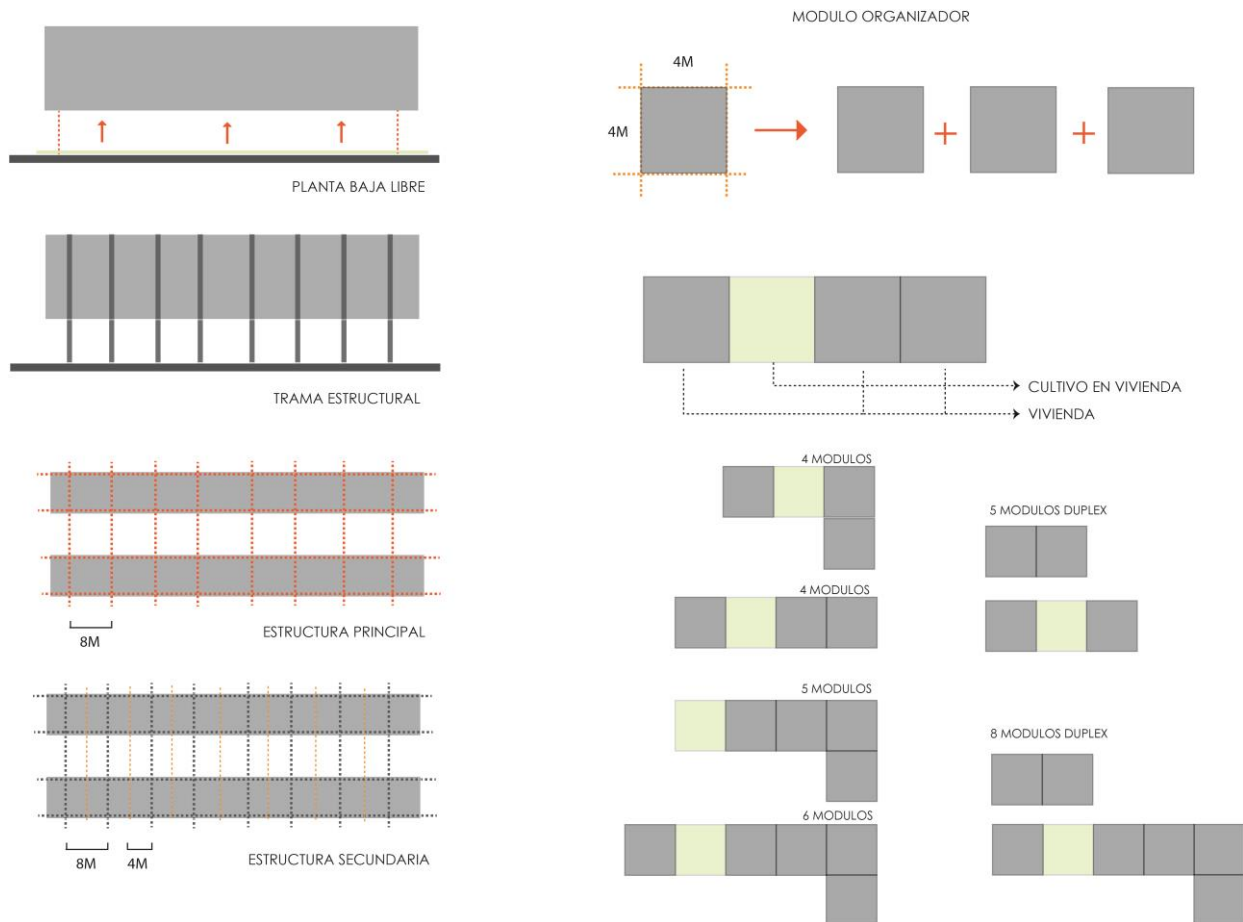 PLANTA BAJA LIBRE
TRAMA ESTRUCTURAL
ESTRUCTURA PRINCIPAL
8M
ESTRUCTURA SECUNDARIA
8M
4M
MODULO ORGANIZADOR
4M
4M
CULTIVO EN VIVIENDA
VIVIENDA
4 MODULOS
4 MODULOS
5 MODULOS
6 MODULOS
5 MODULOS DUPLEX
8 MODULOS DUPLEX